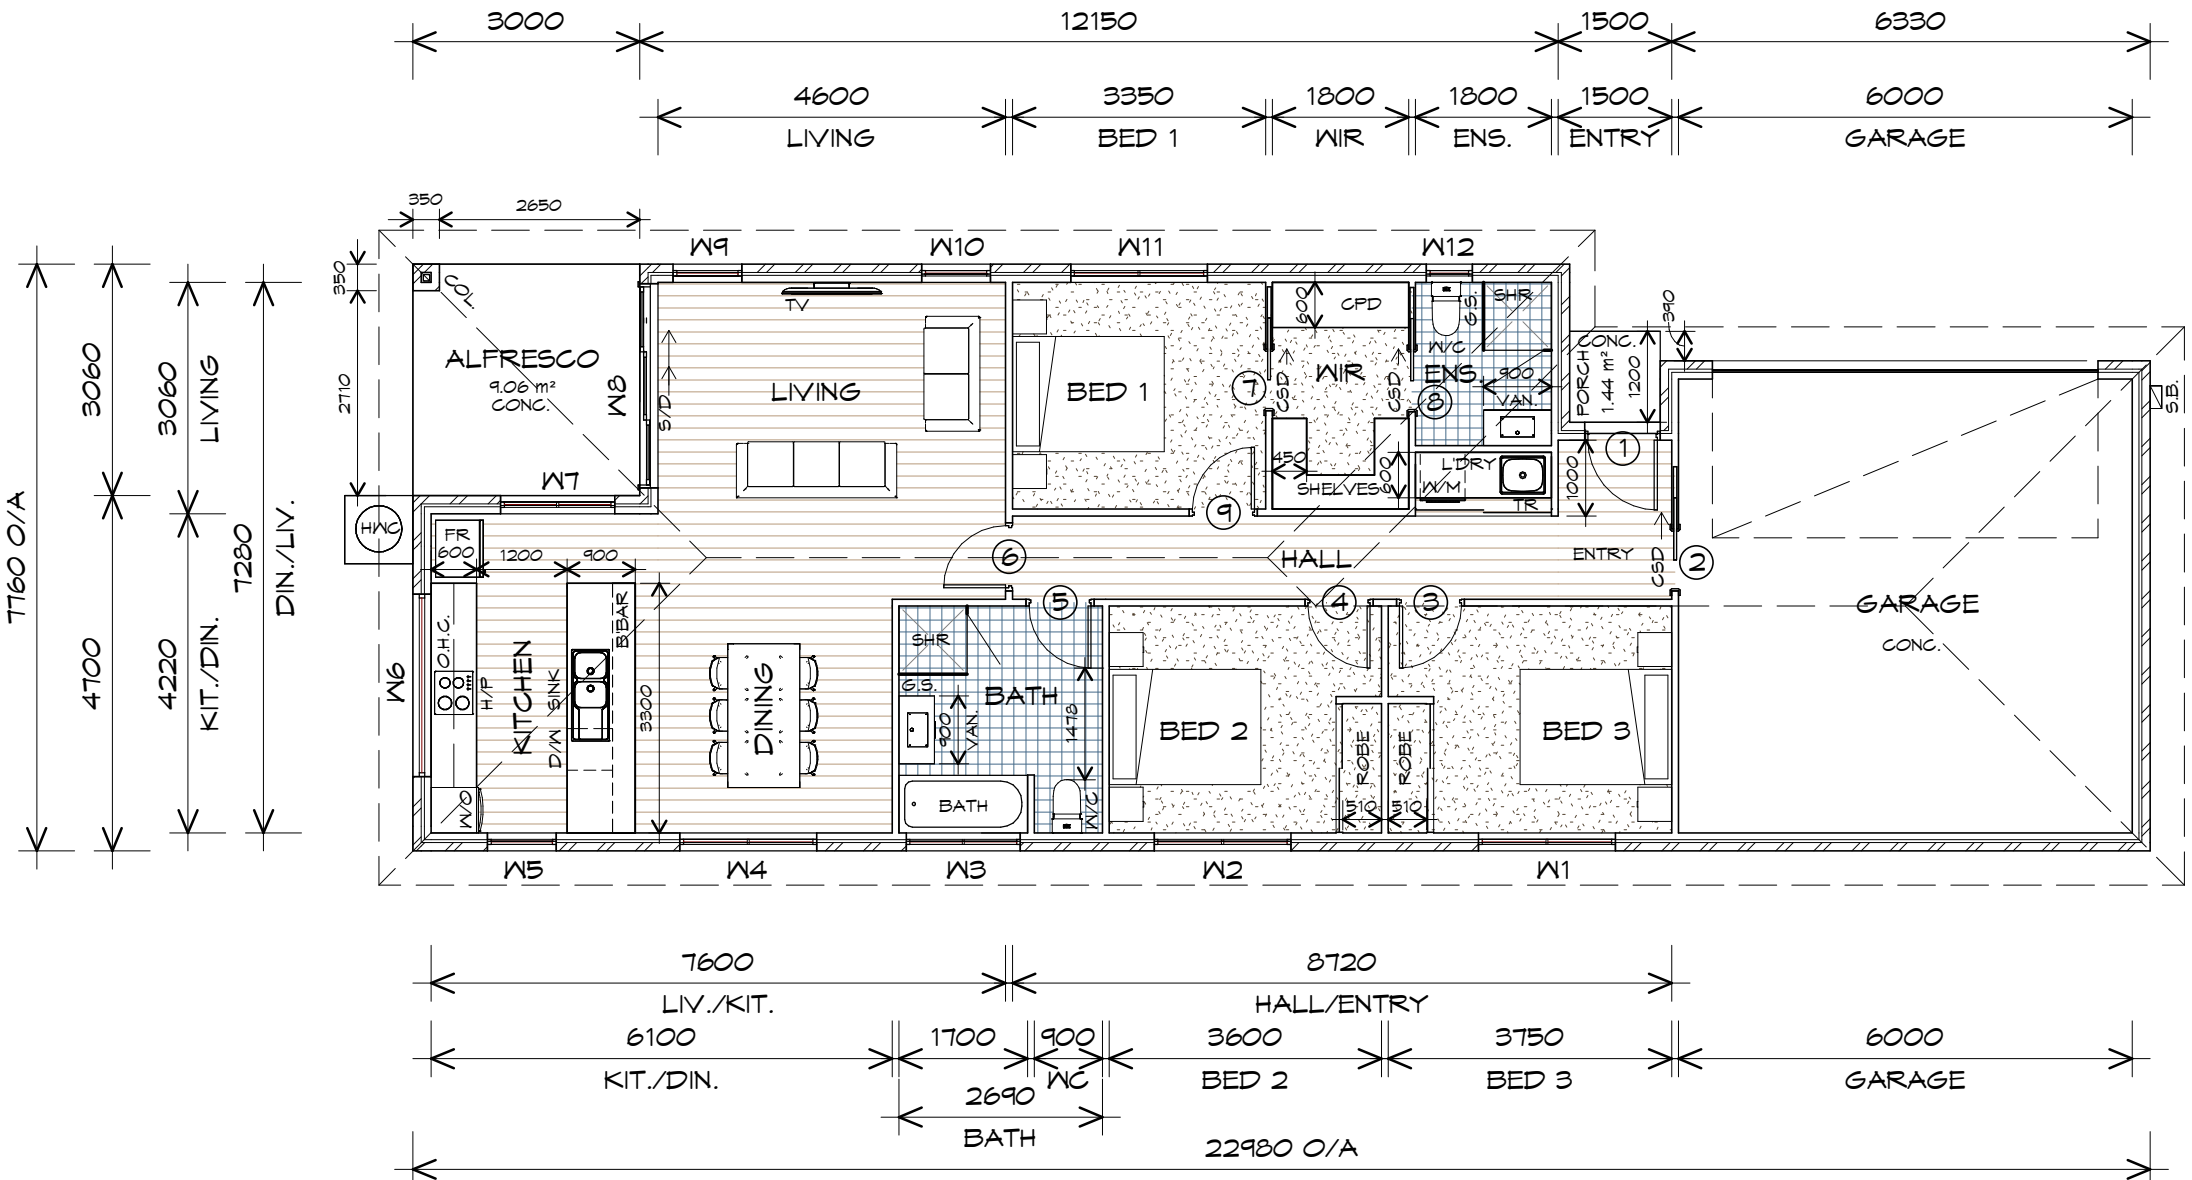 3000
12150
1500
6330
4600
3350
1800
1800
1500
6000
LIVING
BED 1
WIR
ENS.
ENTRY
GARAGE
350
2650
W9
W10
W11
W12
7760 O/A
3060
4700
3060
LIVING
4220
KIT./DIN.
7280
DIN./LIV.
350
2710
COL.
ALFRESCO
9.06 m²
CONC.
W8
S/D
TV
LIVING
BED 1
600
CPD
WIR
CSD
CSD
7
8
W/C
G.S.
SHR
ENS.
900
VAN.
CONC.
PORCH
1.44 m²
1200
390
S.B.
450
SHELVES
600
L'DRY
W/M
TR
1000
1
9
W7
HWC
FR
600
1200
900
6
HALL
ENTRY
CSD
2
5
4
3
GARAGE
CONC.
W6
O.H.C.
H/P
KITCHEN
D/W
SINK
B BAR
3300
W/O
DINING
SHR
G.S.
BATH
900
VAN.
1478
BATH
W/C
BED 2
ROBE
510
ROBE
510
BED 3
W5
W4
W3
W2
W1
7600
LIV./KIT.
8720
HALL/ENTRY
6100
1700
900
3600
3750
6000
KIT./DIN.
WC
BED 2
BED 3
GARAGE
2690
BATH
22980 O/A